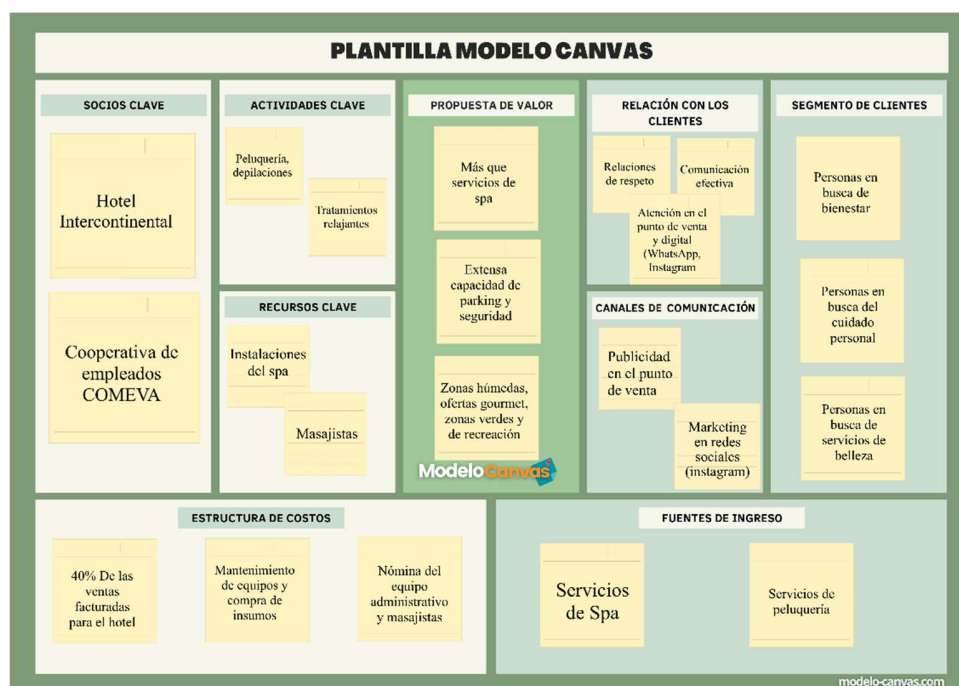 PLANTILLA MODELO CANVAS
SOCIOS CLAVE
Hotel
Intercontinental
Cooperativa de
empleados
COMEVA
ACTIVIDADES CLAVE
Peluquería,
depilaciones
Tratamientos
relajantes
RECURSOS CLAVE
Instalaciones
del spa
Masajistas
PROPUESTA DE VALOR
Más que
servicios de
spa
Extensa
capacidad de
parking y
seguridad
Zonas húmedas,
ofertas gourmet,
zonas verdes y
de recreación
ModeloCanvas
RELACIÓN CON LOS
CLIENTES
Relaciones
de respeto
Comunicación
efectiva
Atención en el
punto de venta
y digital
(WhatsApp,
Instagram
CANALES DE COMUNICACIÓN
Publicidad
en el punto
de venta
Marketing
en redes
sociales
(instagram)
SEGMENTO DE CLIENTES
Personas en
busca de
bienestar
Personas en
busca del
cuidado
personal
Personas en
busca de
servicios de
belleza
ESTRUCTURA DE COSTOS
40% De las
ventas
facturadas
para el hotel
Mantenimiento
de equipos y
compra de
insumos
Nómina del
equipo
administrativo
y masajistas
FUENTES DE INGRESO
Servicios
de Spa
Servicios de
peluquería
modelo-canvas.com